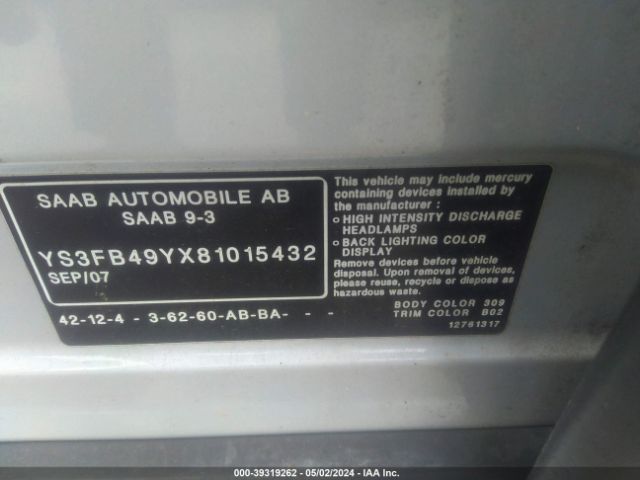 SAAB AUTOMOBILE AB
SAAB 9-3
YS3FB49YX81015432
SEP/07
42-12-4 - 3-62-60-AB-BA- - -
This vehicle may include mercury
containing devices installed by
the manufacturer :
o HIGH INTENSITY DISCHARGE
HEADLAMPS
o BACK LIGHTING COLOR
DISPLAY
Remove devices before vehicle
disposal. Upon removal of devices,
please reuse, recycle or dispose as
hazardous waste.
BODY COLOR 309
TRIM COLOR B02
12761317
000-39319262 - 05/02/2024 - IAA Inc.